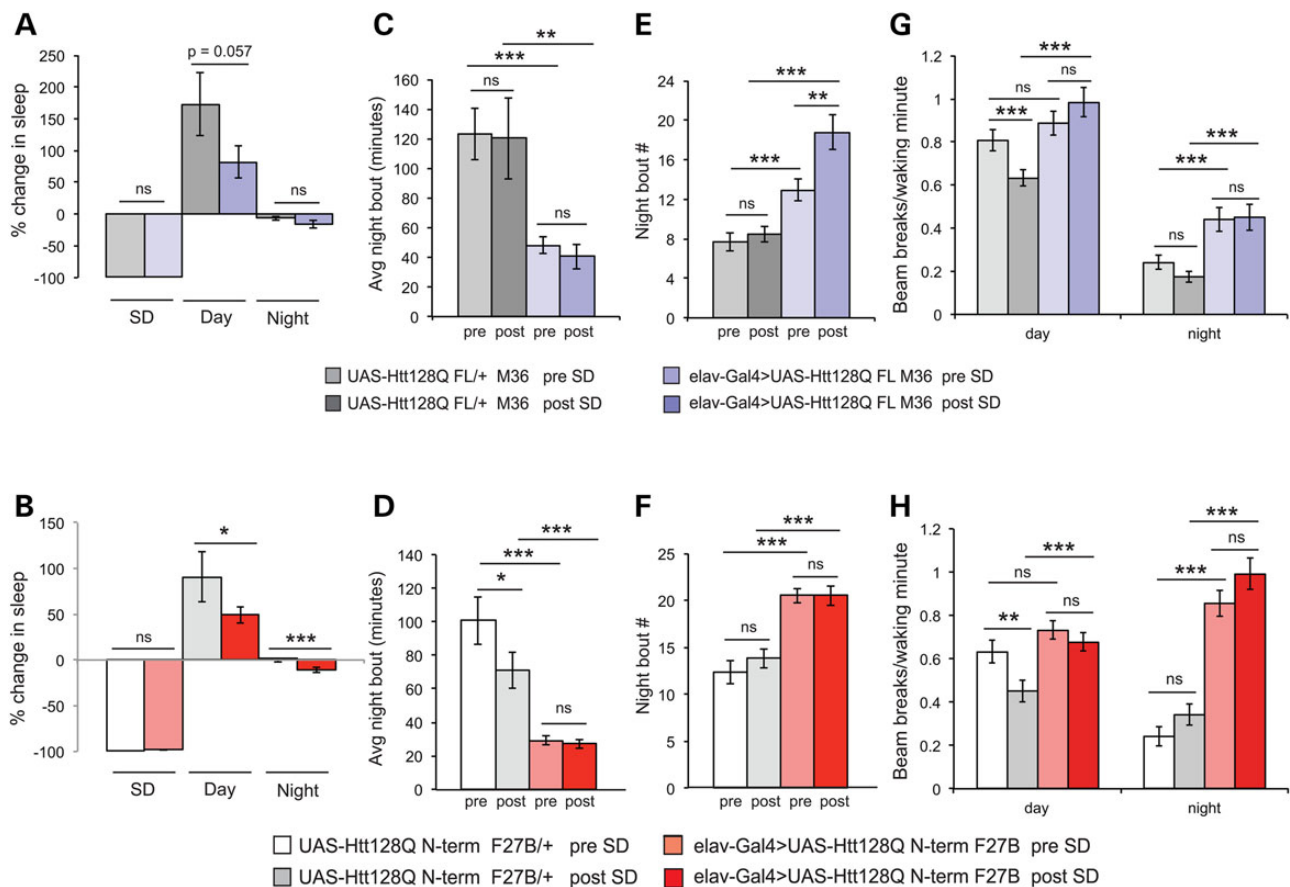 A
% change in sleep
250
200
150
100
50
0
-50
-100
p = 0.057
ns
ns
SD Day Night
C
Avg night bout (minutes)
160
140
120
100
80
60
40
20
0
**
***
ns
ns
pre post pre post
E
Night bout #
24
20
16
12
8
4
0
***
**
***
ns
pre post pre post
G
Beam breaks/waking minute
1.2
1
0.8
0.6
0.4
0.2
0
***
ns
ns
***
***
***
ns
ns
day night
UAS-Htt128Q FL/+ M36 pre SD
UAS-Htt128Q FL/+ M36 post SD
elav-Gal4>UAS-Htt128Q FL M36 pre SD
elav-Gal4>UAS-Htt128Q FL M36 post SD
B
% change in sleep
150
100
50
0
-50
-100
*
ns
***
SD Day Night
D
Avg night bout (minutes)
140
120
100
80
60
40
20
0
***
***
*
ns
pre post pre post
F
Night bout #
25
20
15
10
5
0
***
***
ns
ns
pre post pre post
H
Beam breaks/waking minute
1.2
1
0.8
0.6
0.4
0.2
0
***
ns
**
ns
***
ns
***
ns
day night
UAS-Htt128Q N-term F27B/+ pre SD
UAS-Htt128Q N-term F27B/+ post SD
elav-Gal4>UAS-Htt128Q N-term F27B pre SD
elav-Gal4>UAS-Htt128Q N-term F27B post SD